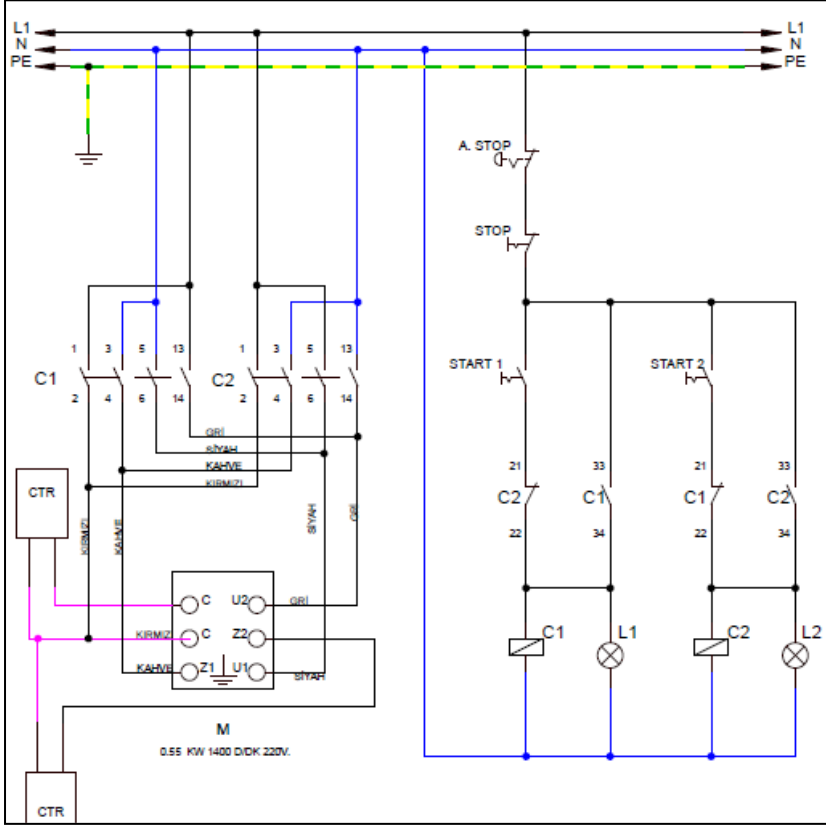 L1 L1
N N
PE PE
A. STOP
STOP
1 3 5 13 1 3 5 13
C1 C2
2 4 6 14 2 4 6 14
START 1 START 2
GRİ
SİYAH
KAHVE
KIRMIZI
21 33 21 33
C2 C1 C1 C2
22 34 22 34
CTR
KIRMIZI KAHVE SİYAH GRİ
C U2 GRİ
KIRMIZI C Z2
KAHVE Z1 U1 SİYAH
C1 L1 C2 L2
M
0.55 KW 1400 D/DK 220V.
CTR